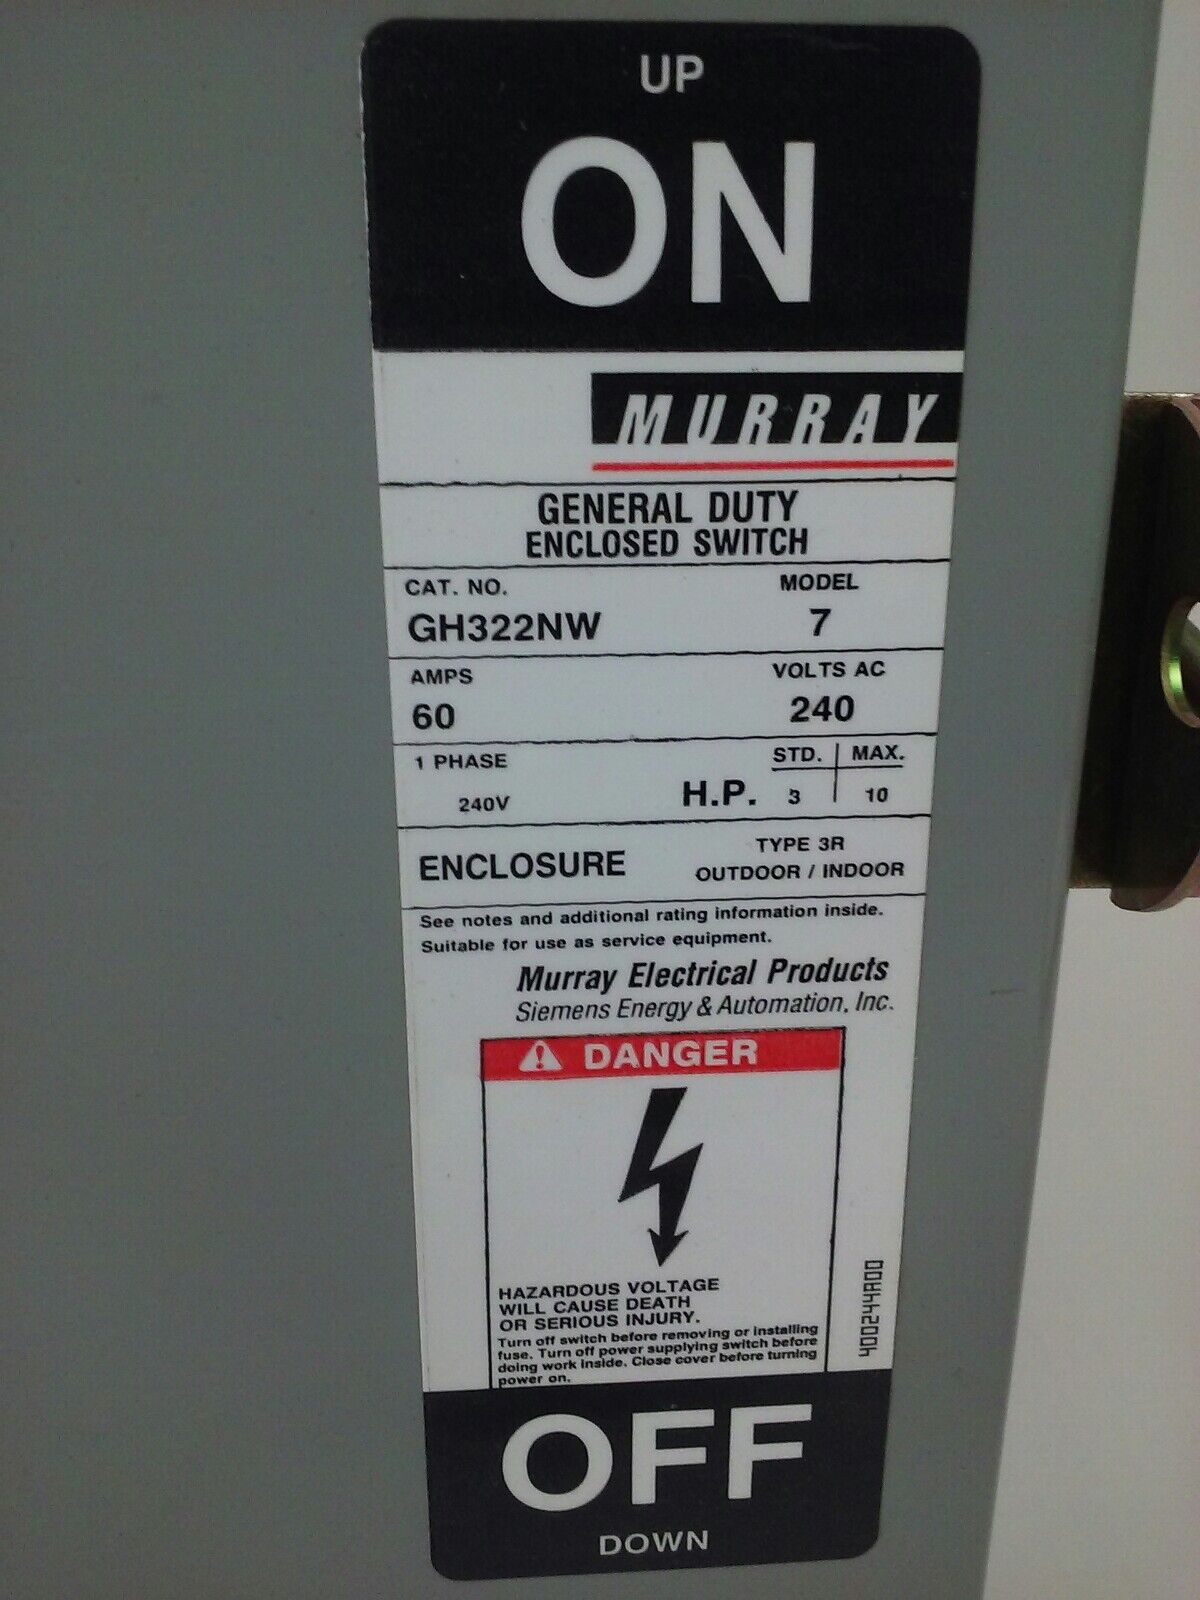 UP
ON
MURRAY
GENERAL DUTY
ENCLOSED SWITCH
CAT. NO. MODEL
GH322NW 7
AMPS VOLTS AC
60 240
1 PHASE STD. MAX.
240V H.P. 3 10
ENCLOSURE TYPE 3R
OUTDOOR / INDOOR
See notes and additional rating information inside.
Suitable for use as service equipment.
Murray Electrical Products
Siemens Energy & Automation, Inc.
DANGER
HAZARDOUS VOLTAGE
WILL CAUSE DEATH
OR SERIOUS INJURY.
Turn off switch before removing or installing
fuse. Turn off power supplying switch before
doing work inside. Close cover before turning
power on.
400244A00
OFF
DOWN